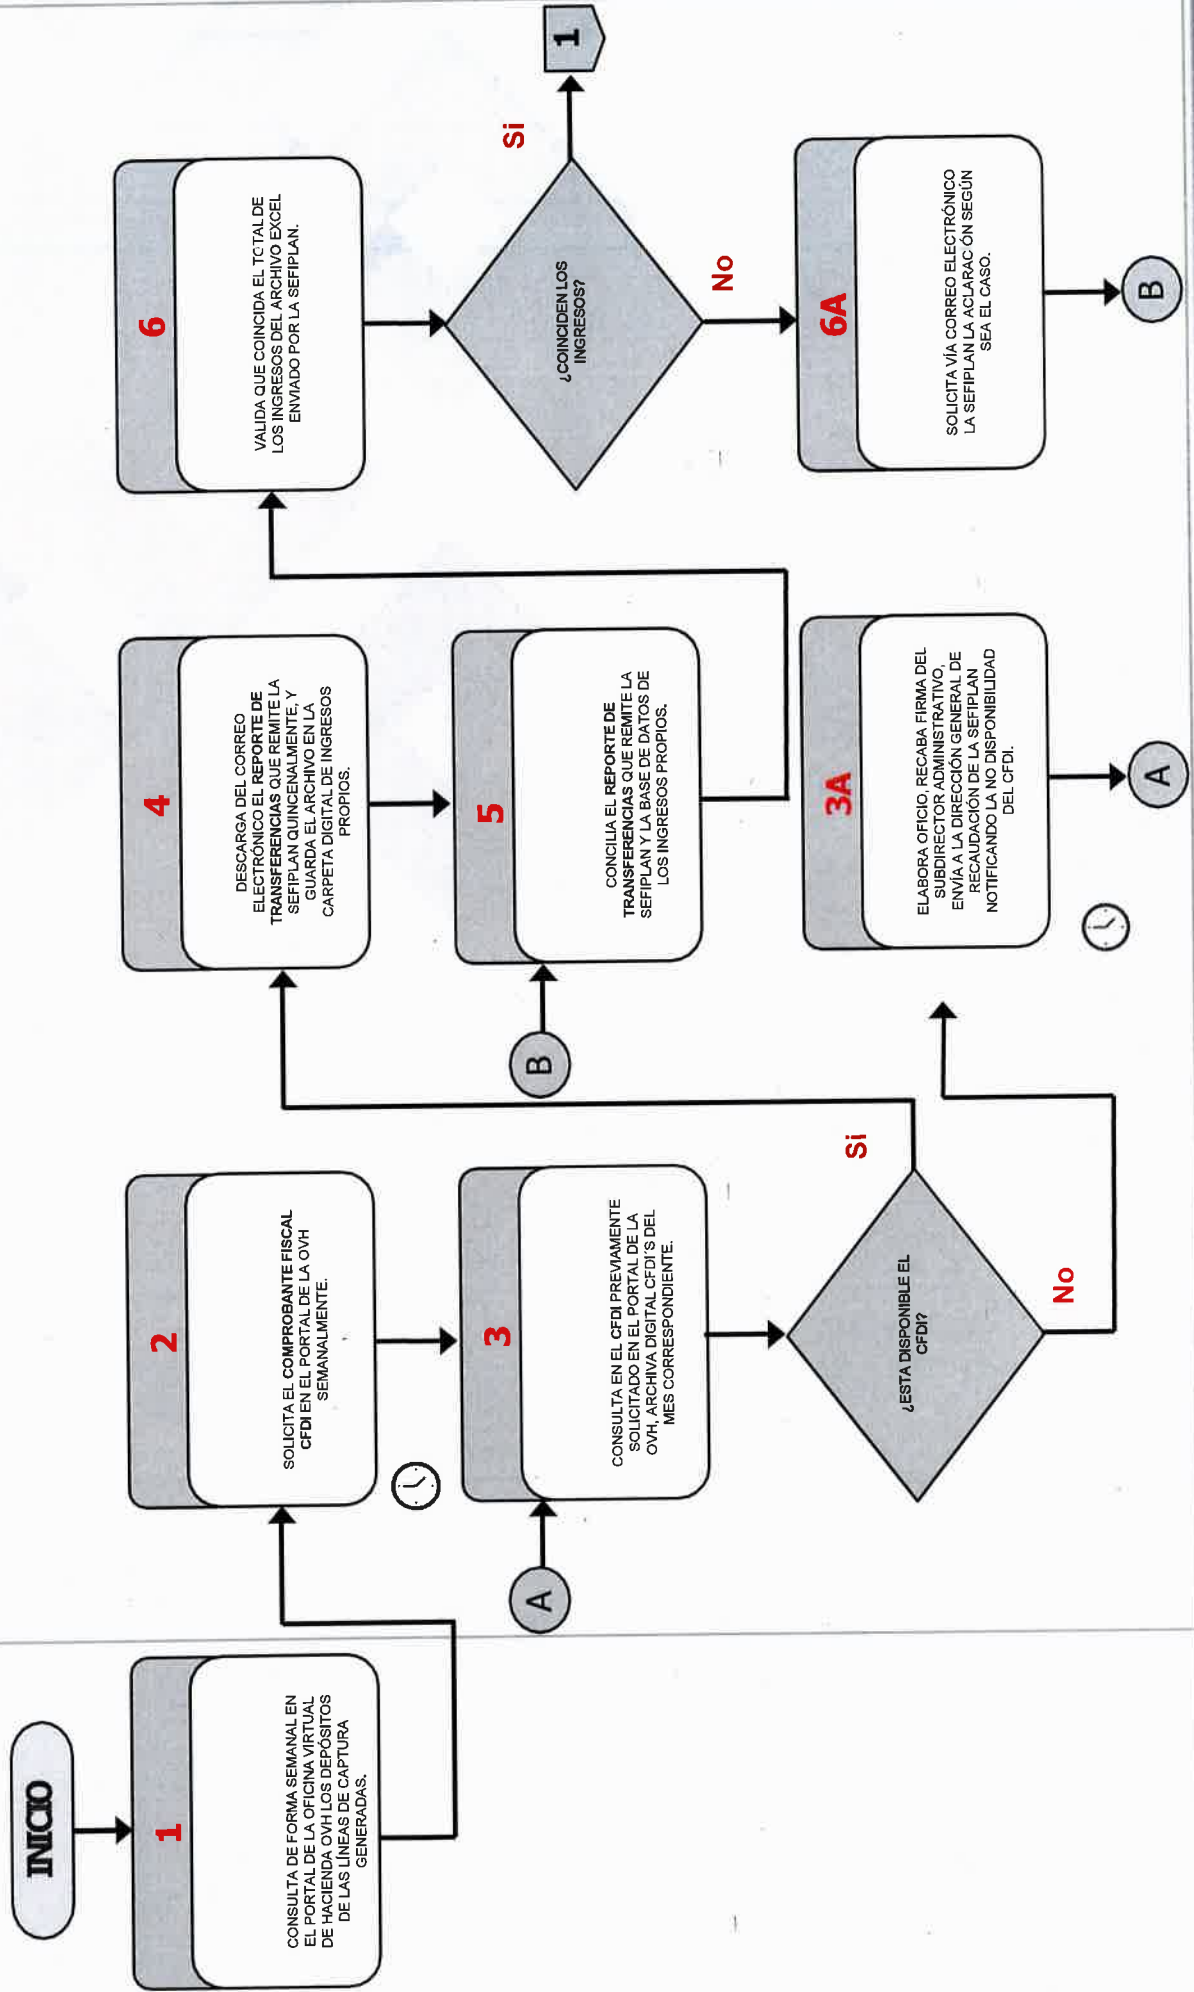 INICIO
1
CONSULTA DE FORMA SEMANAL EN
EL PORTAL DE LA OFICINA VIRTUAL
DE HACIENDA OVH LOS DEPÓSITOS
DE LAS LÍNEAS DE CAPTURA
GENERADAS.
2
SOLICITA EL COMPROBANTE FISCAL
CFDI EN EL PORTAL DE LA OVH
SEMANALMENTE.
A
3
CONSULTA EN EL CFDI PREVIAMENTE
SOLICITADO EN EL PORTAL DE LA
OVH, ARCHIVA DIGITAL CFDI'S DEL
MES CORRESPONDIENTE.
¿ESTA DISPONIBLE EL
CFDI?
Si
No
4
DESCARGA DEL CORREO
ELECTRÓNICO EL REPORTE DE
TRANSFERENCIAS QUE REMITE LA
SEFIPLAN QUINCENALMENTE, Y
GUARDA EL ARCHIVO EN LA
CARPETA DIGITAL DE INGRESOS
PROPIOS.
B
5
CONCILIA EL REPORTE DE
TRANSFERENCIAS QUE REMITE LA
SEFIPLAN Y LA BASE DE DATOS DE
LOS INGRESOS PROPIOS.
3A
ELABORA OFICIO, RECABA FIRMA DEL
SUBDIRECTOR ADMINISTRATIVO,
ENVÍA A LA DIRECCIÓN GENERAL DE
RECAUDACIÓN DE LA SEFIPLAN
NOTIFICANDO LA NO DISPONIBILIDAD
DEL CFDI.
A
6
VALIDA QUE COINCIDA EL TOTAL DE
LOS INGRESOS DEL ARCHIVO EXCEL
ENVIADO POR LA SEFIPLAN.
¿COINCIDEN LOS
INGRESOS?
Si
1
No
6A
SOLICITA VÍA CORREO ELECTRÓNICO
LA SEFIPLAN LA ACLARACIÓN SEGÚN
SEA EL CASO.
B